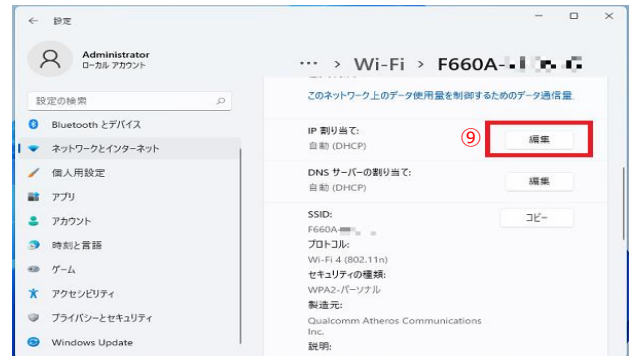 ← 設定
Administrator
ローカル アカウント
… › Wi-Fi › F660A-
設定の検索
このネットワーク上のデータ使用量を制御するためのデータ通信量
Bluetooth とデバイス
ネットワークとインターネット
個人用設定
アプリ
アカウント
時刻と言語
ゲーム
アクセシビリティ
プライバシーとセキュリティ
Windows Update
IP 割り当て:
自動 (DHCP)
⑨
編集
DNS サーバーの割り当て:
自動 (DHCP)
編集
SSID:
F660A-
コピー
プロトコル:
Wi-Fi 4 (802.11n)
セキュリティの種類:
WPA2-パーソナル
製造元:
Qualcomm Atheros Communications
Inc.
説明: